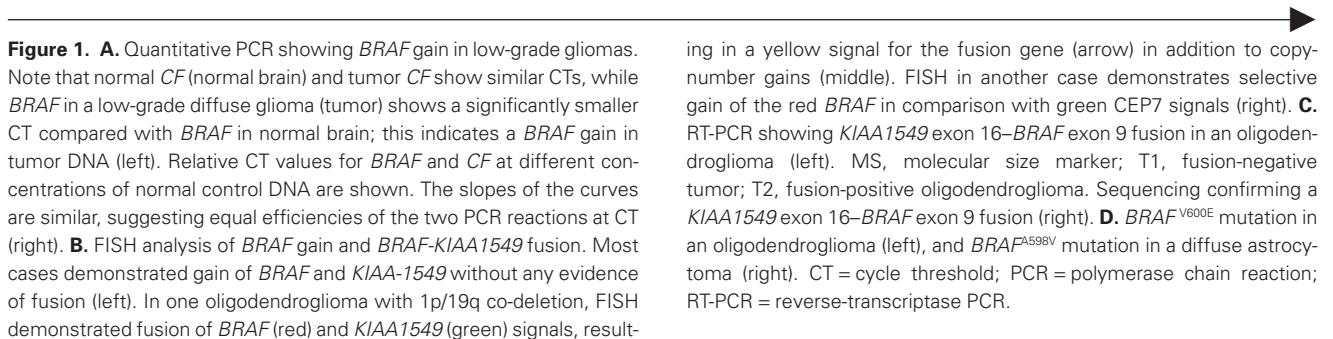 Figure 1. A. Quantitative PCR showing BRAF gain in low-grade gliomas.
Note that normal CF (normal brain) and tumor CF show similar CTs, while
BRAF in a low-grade diffuse glioma (tumor) shows a significantly smaller
CT compared with BRAF in normal brain; this indicates a BRAF gain in
tumor DNA (left). Relative CT values for BRAF and CF at different con-
centrations of normal control DNA are shown. The slopes of the curves
are similar, suggesting equal efficiencies of the two PCR reactions at CT
(right). B. FISH analysis of BRAF gain and BRAF-KIAA1549 fusion. Most
cases demonstrated gain of BRAF and KIAA-1549 without any evidence
of fusion (left). In one oligodendroglioma with 1p/19q co-deletion, FISH
demonstrated fusion of BRAF (red) and KIAA1549 (green) signals, result-
ing in a yellow signal for the fusion gene (arrow) in addition to copy-
number gains (middle). FISH in another case demonstrates selective
gain of the red BRAF in comparison with green CEP7 signals (right). C.
RT-PCR showing KIAA1549 exon 16–BRAF exon 9 fusion in an oligoden-
droglioma (left). MS, molecular size marker; T1, fusion-negative
tumor; T2, fusion-positive oligodendroglioma. Sequencing confirming a
KIAA1549 exon 16–BRAF exon 9 fusion (right). D. BRAF V600E mutation in
an oligodendroglioma (left), and BRAFA598V mutation in a diffuse astrocy-
toma (right). CT = cycle threshold; PCR = polymerase chain reaction;
RT-PCR = reverse-transcriptase PCR.